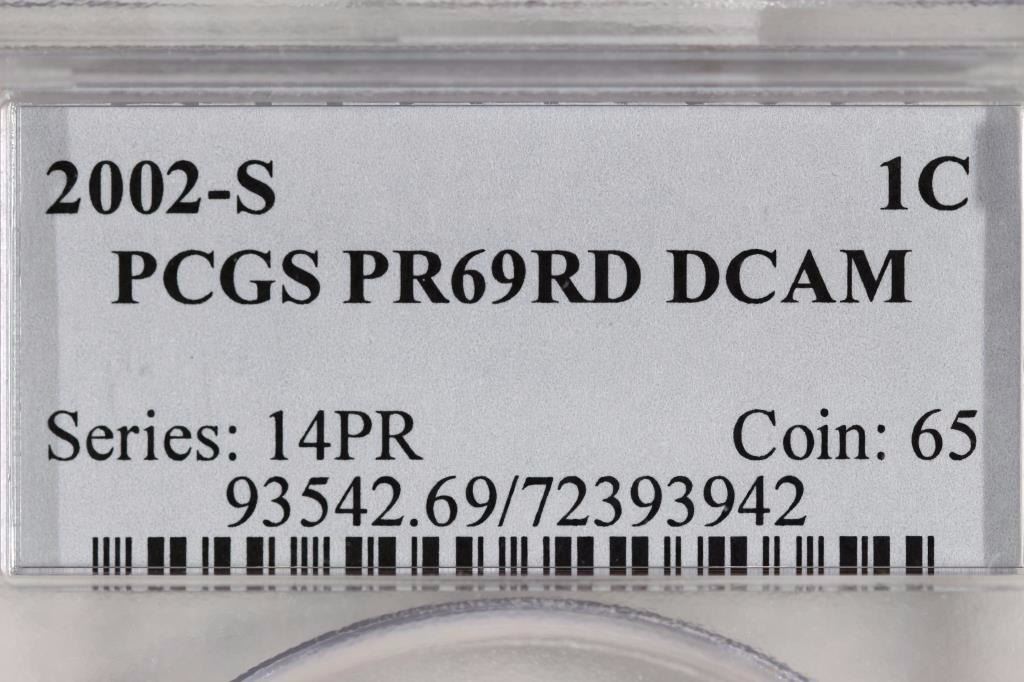 2002-S 1C
PCGS PR69RD DCAM
Series: 14PR Coin: 65
93542.69/72393942